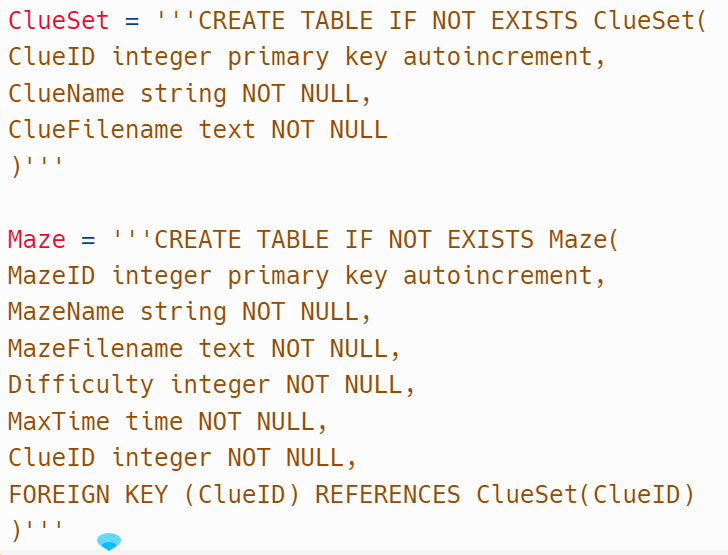 ClueSet = '''CREATE TABLE IF NOT EXISTS ClueSet(
ClueID integer primary key autoincrement,
ClueName string NOT NULL,
ClueFilename text NOT NULL
)'''
Maze = '''CREATE TABLE IF NOT EXISTS Maze(
MazeID integer primary key autoincrement,
MazeName string NOT NULL,
MazeFilename text NOT NULL,
Difficulty integer NOT NULL,
MaxTime time NOT NULL,
ClueID integer NOT NULL,
FOREIGN KEY (ClueID) REFERENCES ClueSet(ClueID)
)'''